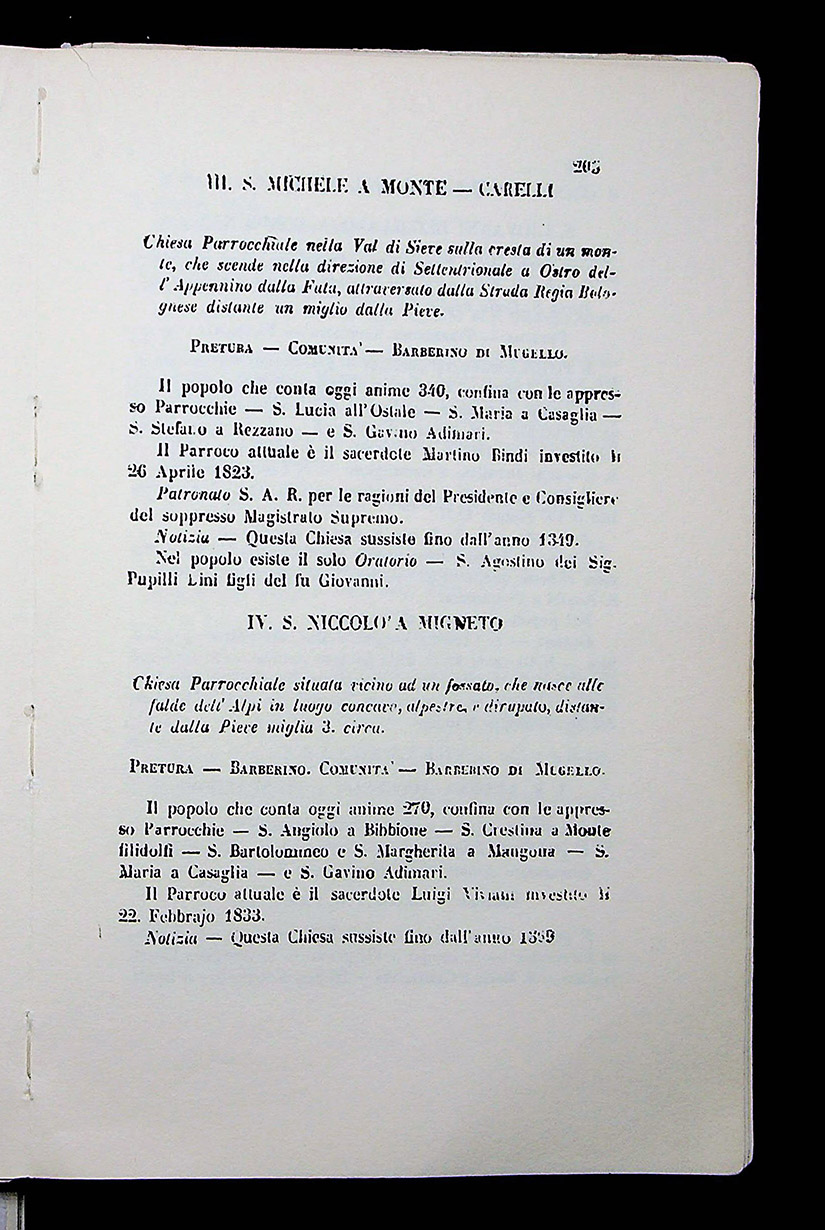 205
III. S. MICHELE A MONTE — CARELLI
Chiesa Parrocchiale nella Val di Sieve sulla cresta di un mon-
te, che scende nella direzione di Settentrionale a Ostro del-
l' Appennino dalla Futa, attraversato dalla Strada Regia Bolo-
gnese distante un miglio dalla Pieve.
PRETURA — COMUNITA' — BARBERINO DI MUGELLO.
Il popolo che conta oggi anime 340, confina con le appres-
so Parrocchie — S. Lucia all'Ostale — S. Maria a Casaglia —
S. Stefano a Rezzano — e S. Gavino Adimari.
Il Parroco attuale è il sacerdote Martino Bindi investito li
26 Aprile 1823.
Patronato S. A. R. per le ragioni del Presidente e Consigliere
del soppresso Magistrato Supremo.
Notizia — Questa Chiesa sussiste fino dall'anno 1349.
Nel popolo esiste il solo Oratorio — S. Agostino dei Sig.
Pupilli Lini figli del fu Giovanni.
IV. S. NICCOLO' A MIGNETO
Chiesa Parrocchiale situata vicino ad un fossato, che nasce alle
falde dell' Alpi in luogo concavo, alpestre, e dirupato, distan-
te dalla Pieve miglia 3. circa.
PRETURA — BARBERINO. COMUNITA' — BARBERINO DI MUGELLO.
Il popolo che conta oggi anime 270, confina con le appres-
so Parrocchie — S. Angiolo a Bibbione — S. Crestina a Monte
filidolfi — S. Bartolommeo e S. Margherita a Mangona — S.
Maria a Casaglia — e S. Gavino Adimari.
Il Parroco attuale è il sacerdote Luigi Viviani investito li
22. Febbrajo 1833.
Notizia — Questa Chiesa sussiste fino dall'anno